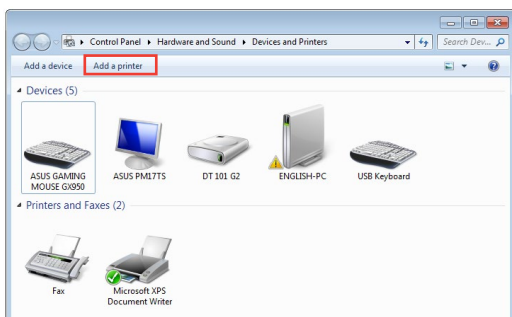 Control Panel ▸ Hardware and Sound ▸ Devices and Printers
Search Dev...
Add a device
Add a printer
Devices (5)
ASUS GAMING
MOUSE GX950
ASUS PM17TS
DT 101 G2
ENGLISH-PC
USB Keyboard
Printers and Faxes (2)
Fax
Microsoft XPS
Document Writer